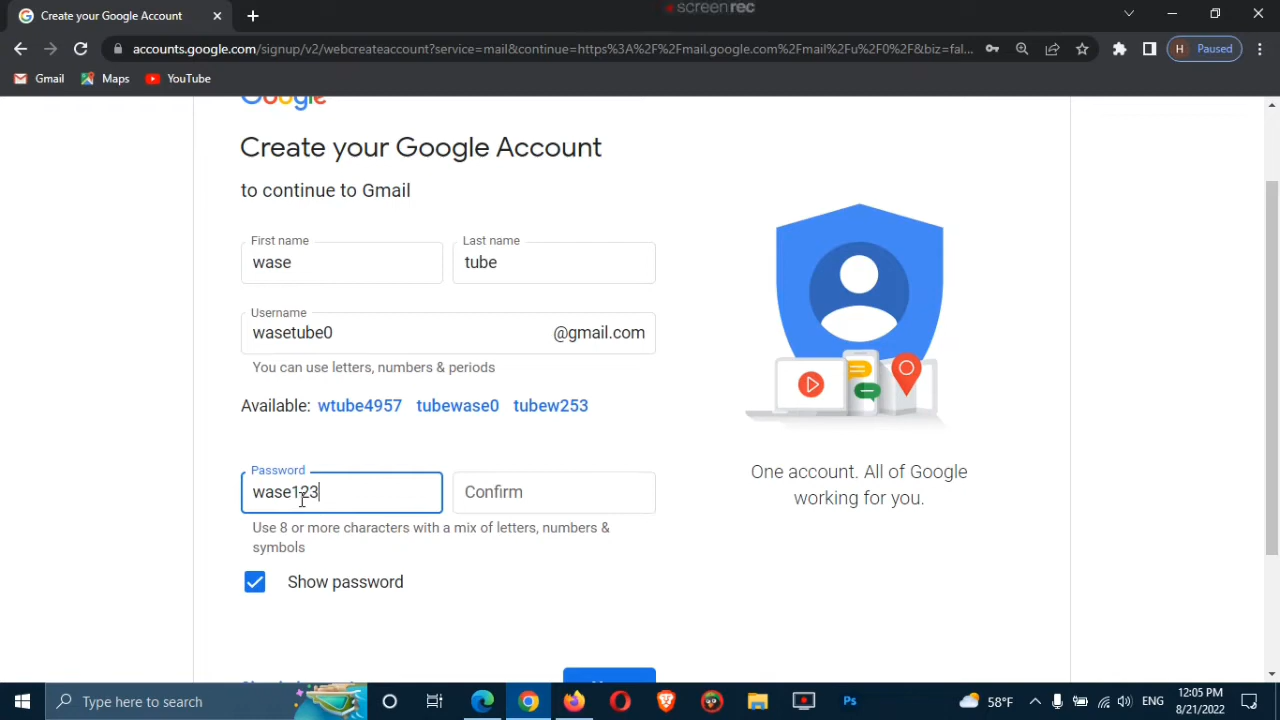 screenrec
Create your Google Account
accounts.google.com/signup/v2/webcreateaccount?service=mail&continue=https%3A%2F%2Fmail.google.com%2Fmail%2Fu%2F0%2F&biz=fal...
H Paused
Gmail Maps YouTube
Google
Create your Google Account
to continue to Gmail
First name Last name
wase tube
Username
wasetube0 @gmail.com
You can use letters, numbers & periods
Available: wtube4957 tubewase0 tubew253
Password
wase123 Confirm
Use 8 or more characters with a mix of letters, numbers &
symbols
Show password
One account. All of Google
working for you.
Type here to search
Ps
58°F
ENG
12:05 PM
8/21/2022